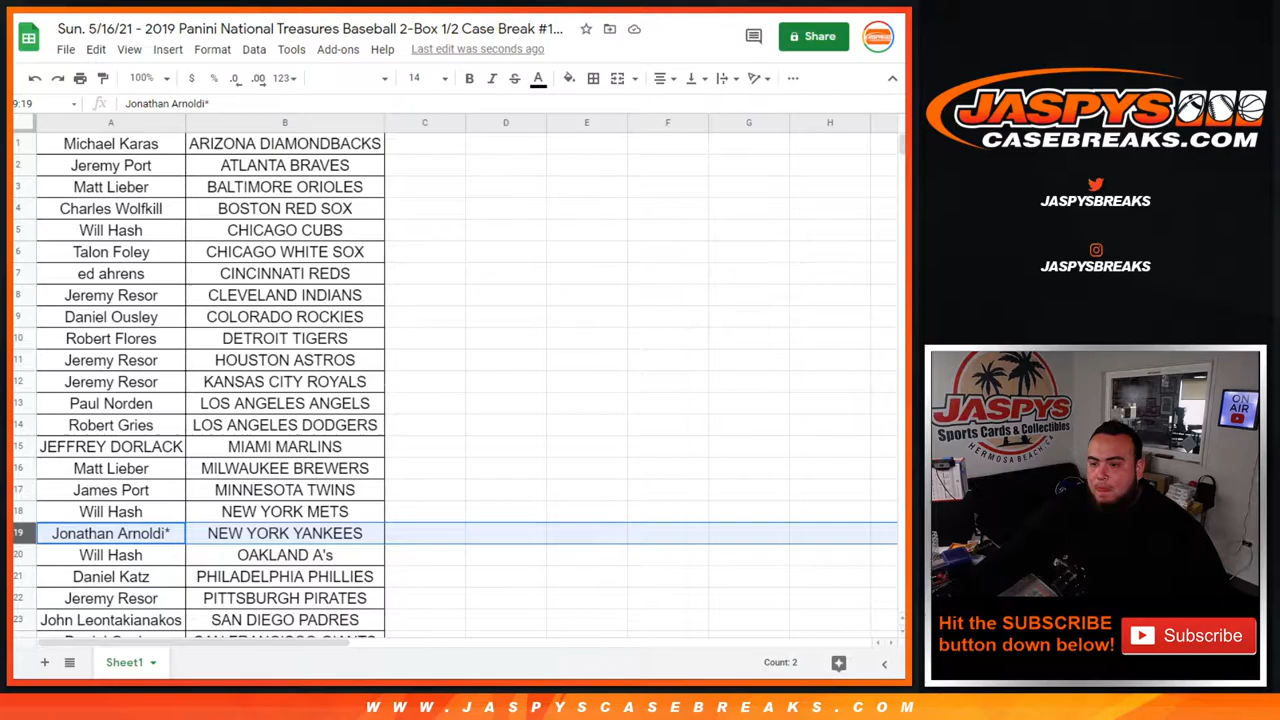 Sun. 5/16/21 - 2019 Panini National Treasures Baseball 2-Box 1/2 Case Break #1...
Share
File Edit View Insert Format Data Tools Add-ons Help Last edit was seconds ago
100% $ % .0 .00 123 14 B I S A
9:19 fx Jonathan Arnoldi*
A B C D E F G H
1 Michael Karas ARIZONA DIAMONDBACKS
2 Jeremy Port ATLANTA BRAVES
3 Matt Lieber BALTIMORE ORIOLES
4 Charles Wolfkill BOSTON RED SOX
5 Will Hash CHICAGO CUBS
6 Talon Foley CHICAGO WHITE SOX
7 ed ahrens CINCINNATI REDS
8 Jeremy Resor CLEVELAND INDIANS
9 Daniel Ousley COLORADO ROCKIES
10 Robert Flores DETROIT TIGERS
11 Jeremy Resor HOUSTON ASTROS
12 Jeremy Resor KANSAS CITY ROYALS
13 Paul Norden LOS ANGELES ANGELS
14 Robert Gries LOS ANGELES DODGERS
15 JEFFREY DORLACK MIAMI MARLINS
16 Matt Lieber MILWAUKEE BREWERS
17 James Port MINNESOTA TWINS
18 Will Hash NEW YORK METS
19 Jonathan Arnoldi* NEW YORK YANKEES
20 Will Hash OAKLAND A's
21 Daniel Katz PHILADELPHIA PHILLIES
22 Jeremy Resor PITTSBURGH PIRATES
23 John Leontakianakos SAN DIEGO PADRES
Sheet1
Count: 2
JASPYS
CASEBREAKS.COM
JASPYSBREAKS
JASPYSBREAKS
JASPYS
Sports Cards & Collectibles
HERMOSA BEACH CA
ON AIR
Hit the SUBSCRIBE
button down below!
Subscribe
WWW.JASPYSCASEBREAKS.COM